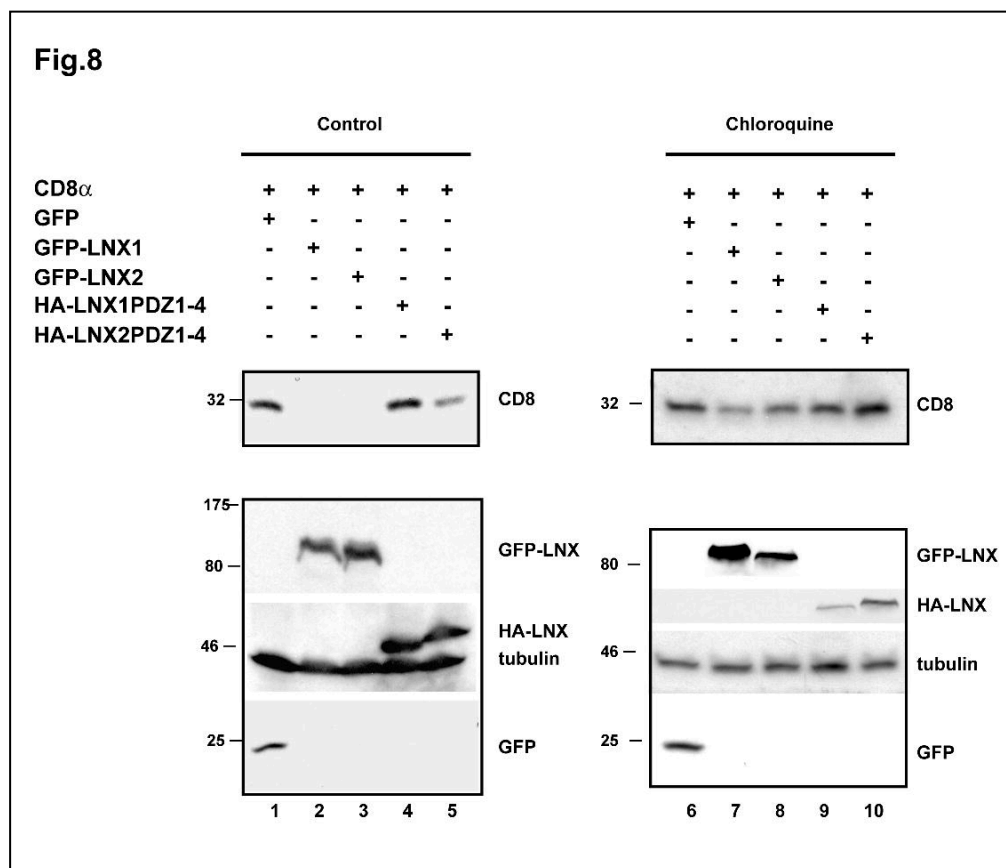 Fig.8
Control
Chloroquine
CD8α + + + + + + + + + +
GFP + - - - - + - - - -
GFP-LNX1 - + - - - - + - - -
GFP-LNX2 - - + - - - - + - -
HA-LNX1PDZ1-4 - - - + - - - - + -
HA-LNX2PDZ1-4 - - - - + - - - - +
32 – CD8
32 – CD8
175 –
80 – GFP-LNX
46 – HA-LNX
tubulin
25 – GFP
1 2 3 4 5
80 – GFP-LNX
HA-LNX
46 – tubulin
25 – GFP
6 7 8 9 10